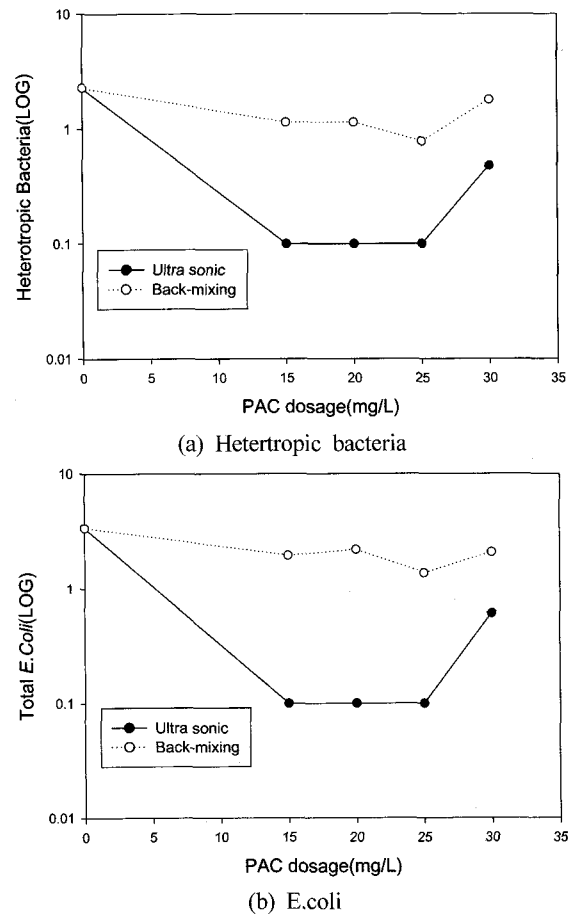 10
1
0.1
0.01
Heterotropic Bacteria(LOG)
Ultra sonic
Back-mixing
0 5 10 15 20 25 30 35
PAC dosage(mg/L)
(a) Hetertropic bacteria
10
1
0.1
0.01
Total E.Coli(LOG)
Ultra sonic
Back-mixing
0 5 10 15 20 25 30 35
PAC dosage(mg/L)
(b) E.coli